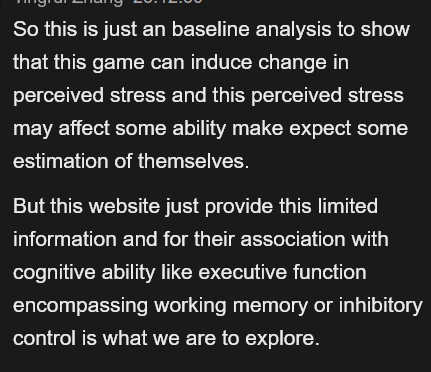 So this is just an baseline analysis to show
that this game can induce change in
perceived stress and this perceived stress
may affect some ability make expect some
estimation of themselves.
But this website just provide this limited
information and for their association with
cognitive ability like executive function
encompassing working memory or inhibitory
control is what we are to explore.